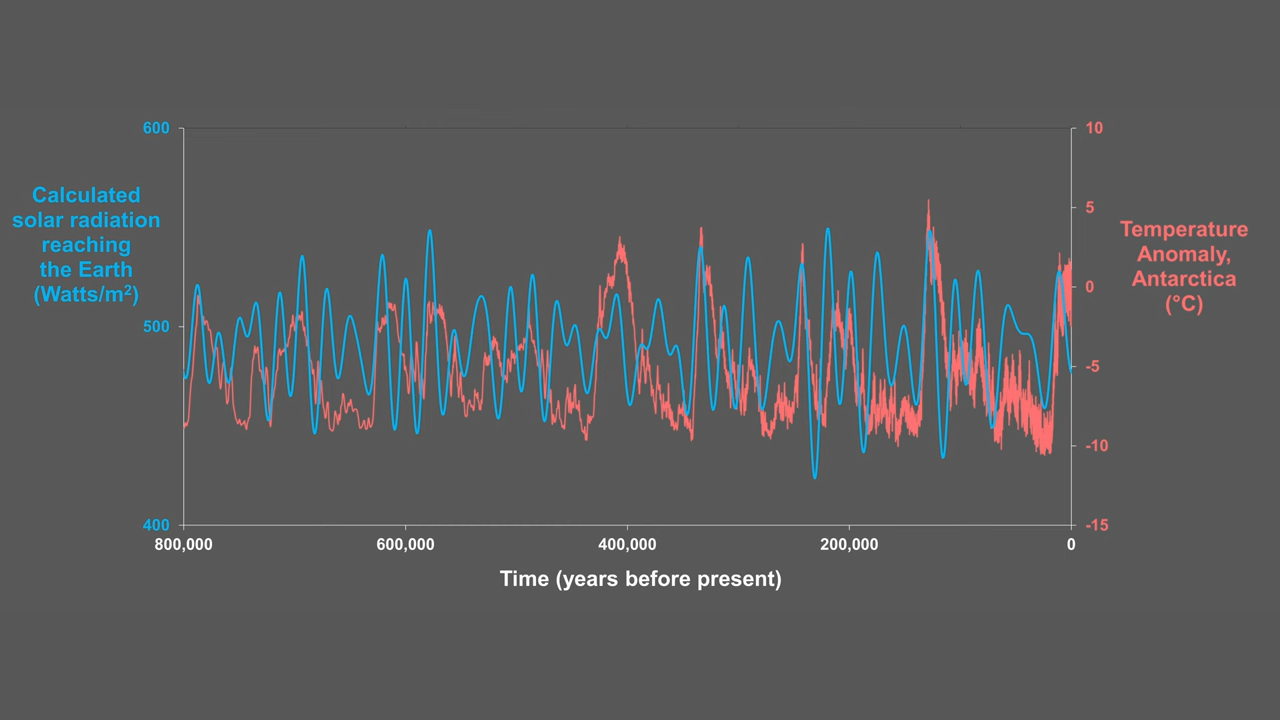 600
10
Calculated
solar radiation
reaching
the Earth
(Watts/m²)
5
Temperature
Anomaly,
Antarctica
(°C)
0
500
-5
-10
400
-15
800,000
600,000
400,000
200,000
0
Time (years before present)